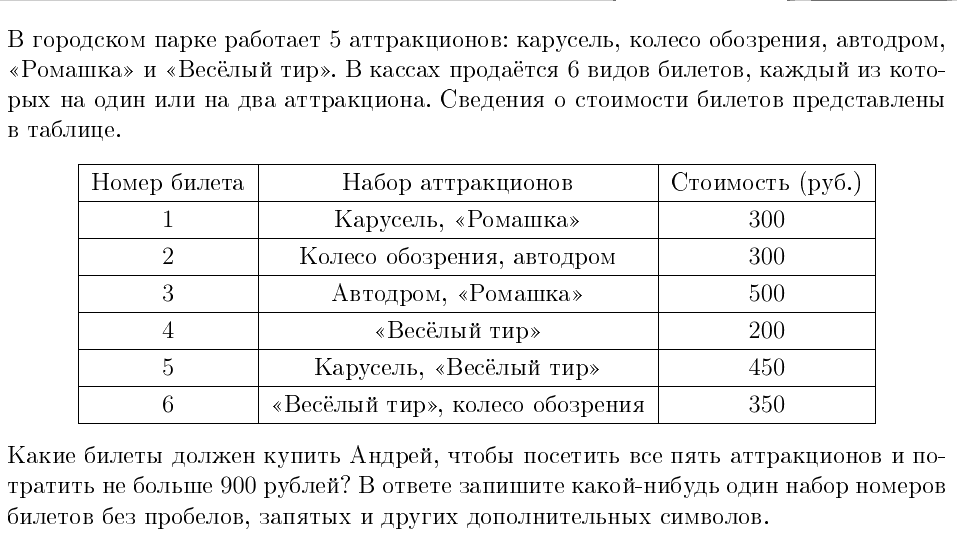 В городском парке работает 5 аттракционов: карусель, колесо обозрения, автодром,
«Ромашка» и «Весёлый тир». В кассах продаётся 6 видов билетов, каждый из кото-
рых на один или на два аттракциона. Сведения о стоимости билетов представлены
в таблице.
Номер билета Набор аттракционов Стоимость (руб.)
1 Карусель, «Ромашка» 300
2 Колесо обозрения, автодром 300
3 Автодром, «Ромашка» 500
4 «Весёлый тир» 200
5 Карусель, «Весёлый тир» 450
6 «Весёлый тир», колесо обозрения 350
Какие билеты должен купить Андрей, чтобы посетить все пять аттракционов и по-
тратить не больше 900 рублей? В ответе запишите какой-нибудь один набор номеров
билетов без пробелов, запятых и других дополнительных символов.